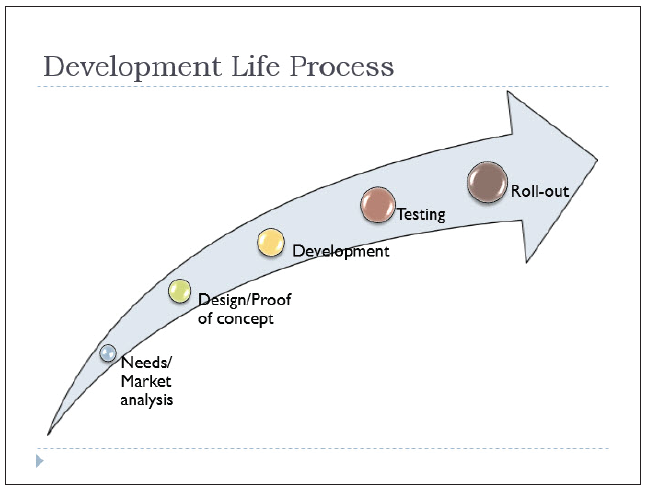 Development Life Process
Needs/
Market
analysis
Design/Proof
of concept
Development
Testing
Roll-out